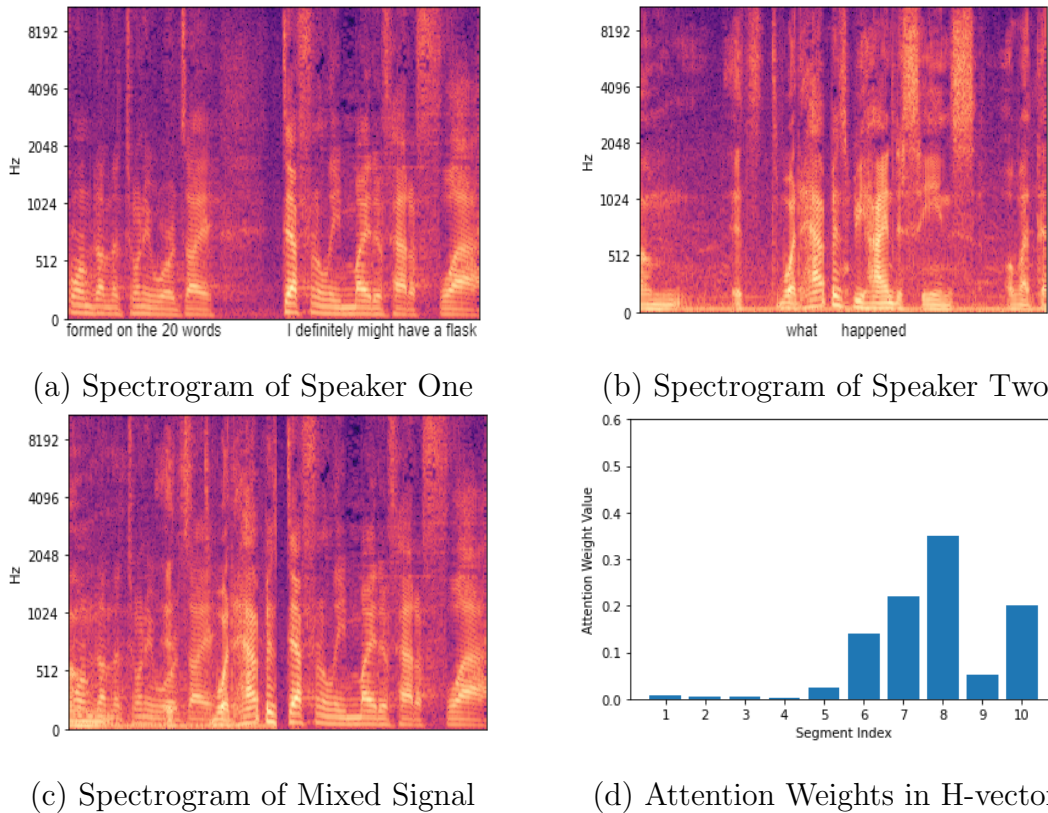 8192
4096
2048
1024
512
0
Hz
formed on the 20 words I definitely might have a flask
(a) Spectrogram of Speaker One
8192
4096
2048
1024
512
0
Hz
what happened
(b) Spectrogram of Speaker Two
8192
4096
2048
1024
512
0
Hz
(c) Spectrogram of Mixed Signal
0.6
0.5
0.4
0.3
0.2
0.1
0.0
Attention Weight Value
1 2 3 4 5 6 7 8 9 10
Segment Index
(d) Attention Weights in H-vector